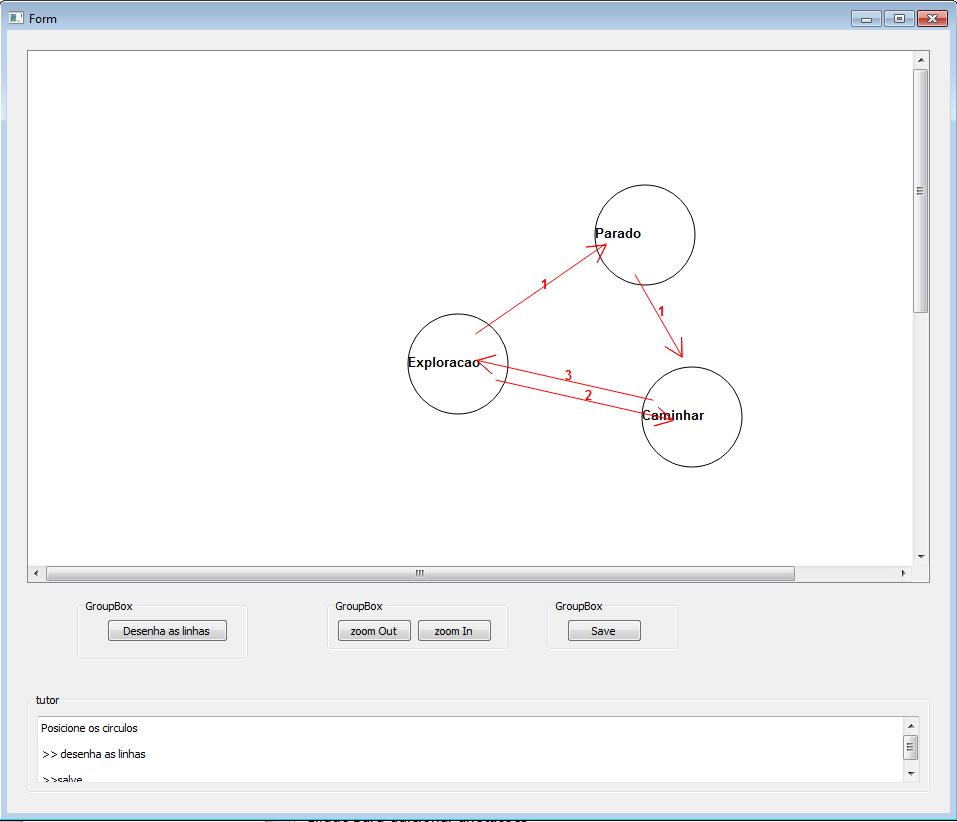 Form
Parado
1
1
Exploracao
3
2
Caminhar
GroupBox
Desenha as linhas
GroupBox
zoom Out
zoom In
GroupBox
Save
tutor
Posicione os circulos
>> desenha as linhas
>>salve